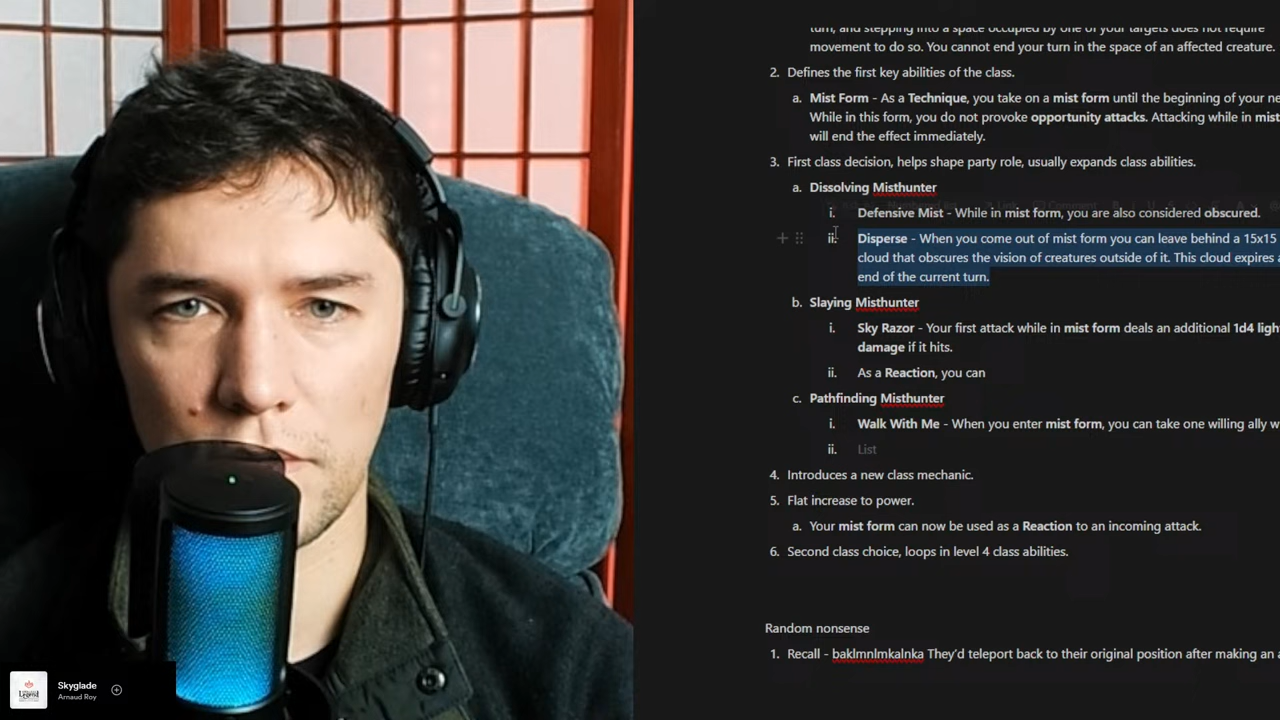 turn, and stepping into a space occupied by one of your targets does not require
movement to do so. You cannot end your turn in the space of an affected creature.
2. Defines the first key abilities of the class.
a. Mist Form - As a Technique, you take on a mist form until the beginning of your ne
While in this form, you do not provoke opportunity attacks. Attacking while in mist
will end the effect immediately.
3. First class decision, helps shape party role, usually expands class abilities.
a. Dissolving Misthunter
i. Defensive Mist - While in mist form, you are also considered obscured.
ii. Disperse - When you come out of mist form you can leave behind a 15x15
cloud that obscures the vision of creatures outside of it. This cloud expires a
end of the current turn.
b. Slaying Misthunter
i. Sky Razor - Your first attack while in mist form deals an additional 1d4 ligh
damage if it hits.
ii. As a Reaction, you can
c. Pathfinding Misthunter
i. Walk With Me - When you enter mist form, you can take one willing ally w
ii. List
4. Introduces a new class mechanic.
5. Flat increase to power.
a. Your mist form can now be used as a Reaction to an incoming attack.
6. Second class choice, loops in level 4 class abilities.
Random nonsense
1. Recall - baklmnlmkalnka They'd teleport back to their original position after making an a
Skyglade
Arnaud Roy
Legend